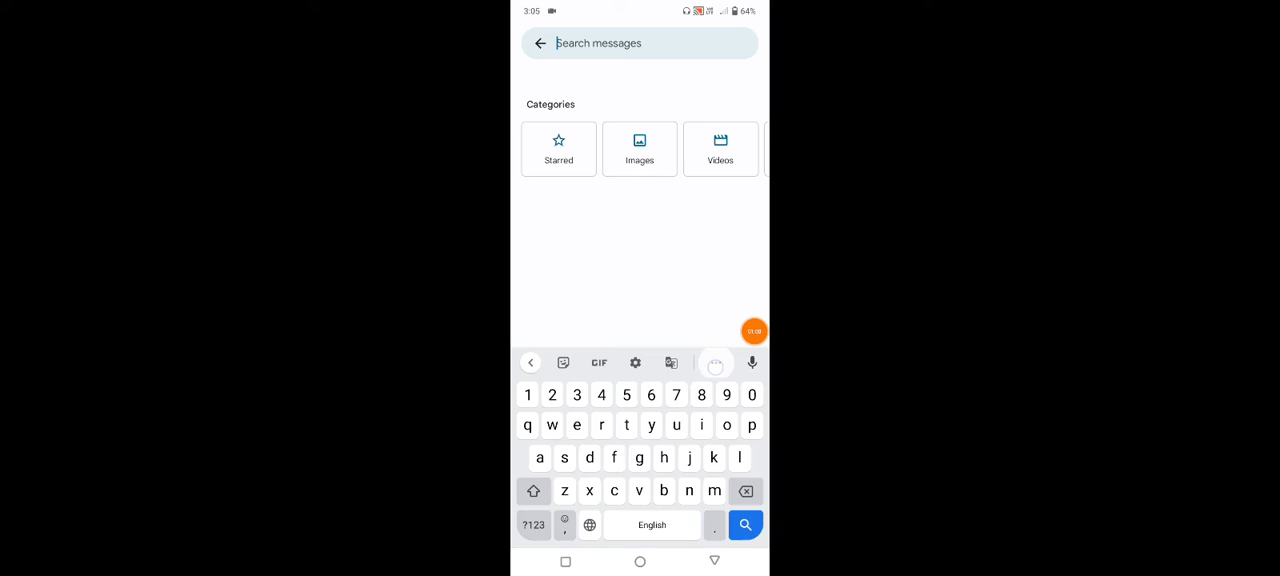 3:05 64%
Search messages
Categories
Starred Images Videos
GIF
1 2 3 4 5 6 7 8 9 0
q w e r t y u i o p
a s d f g h j k l
z x c v b n m
?123 , English .